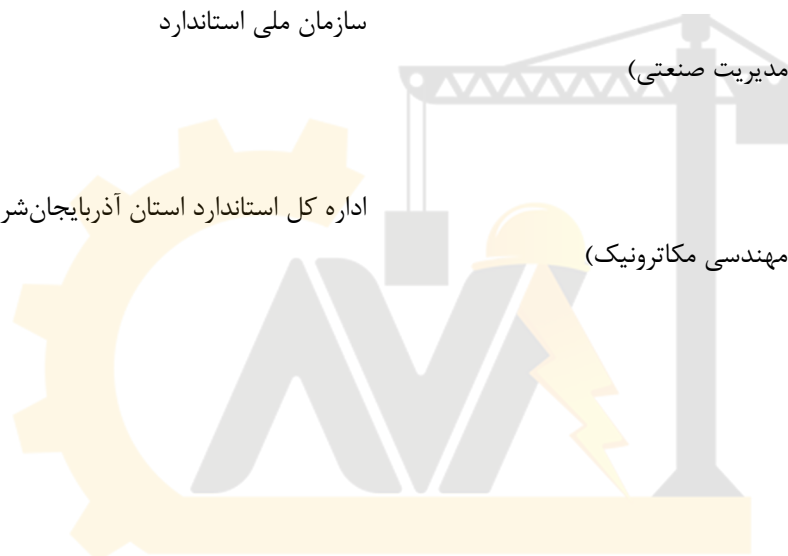 سازمان ملی استاندارد
مدیریت صنعتی)
اداره کل استاندارد استان آذربایجان‌شر
مهندسی مکاترونیک)